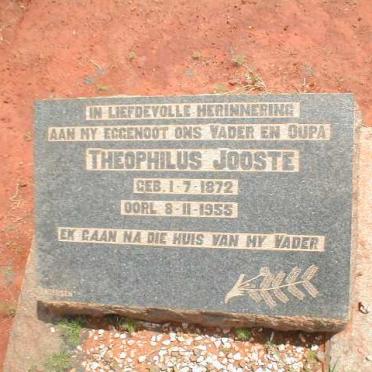 IN LIEFDEVOLLE HERINNERING
AAN MY EGGENOOT ONS VADER EN OUPA
THEOPHILUS JOOSTE
GEB. 1-7-1872
OORL 8-11-1955
EK GAAN NA DIE HUIS VAN MY VADER